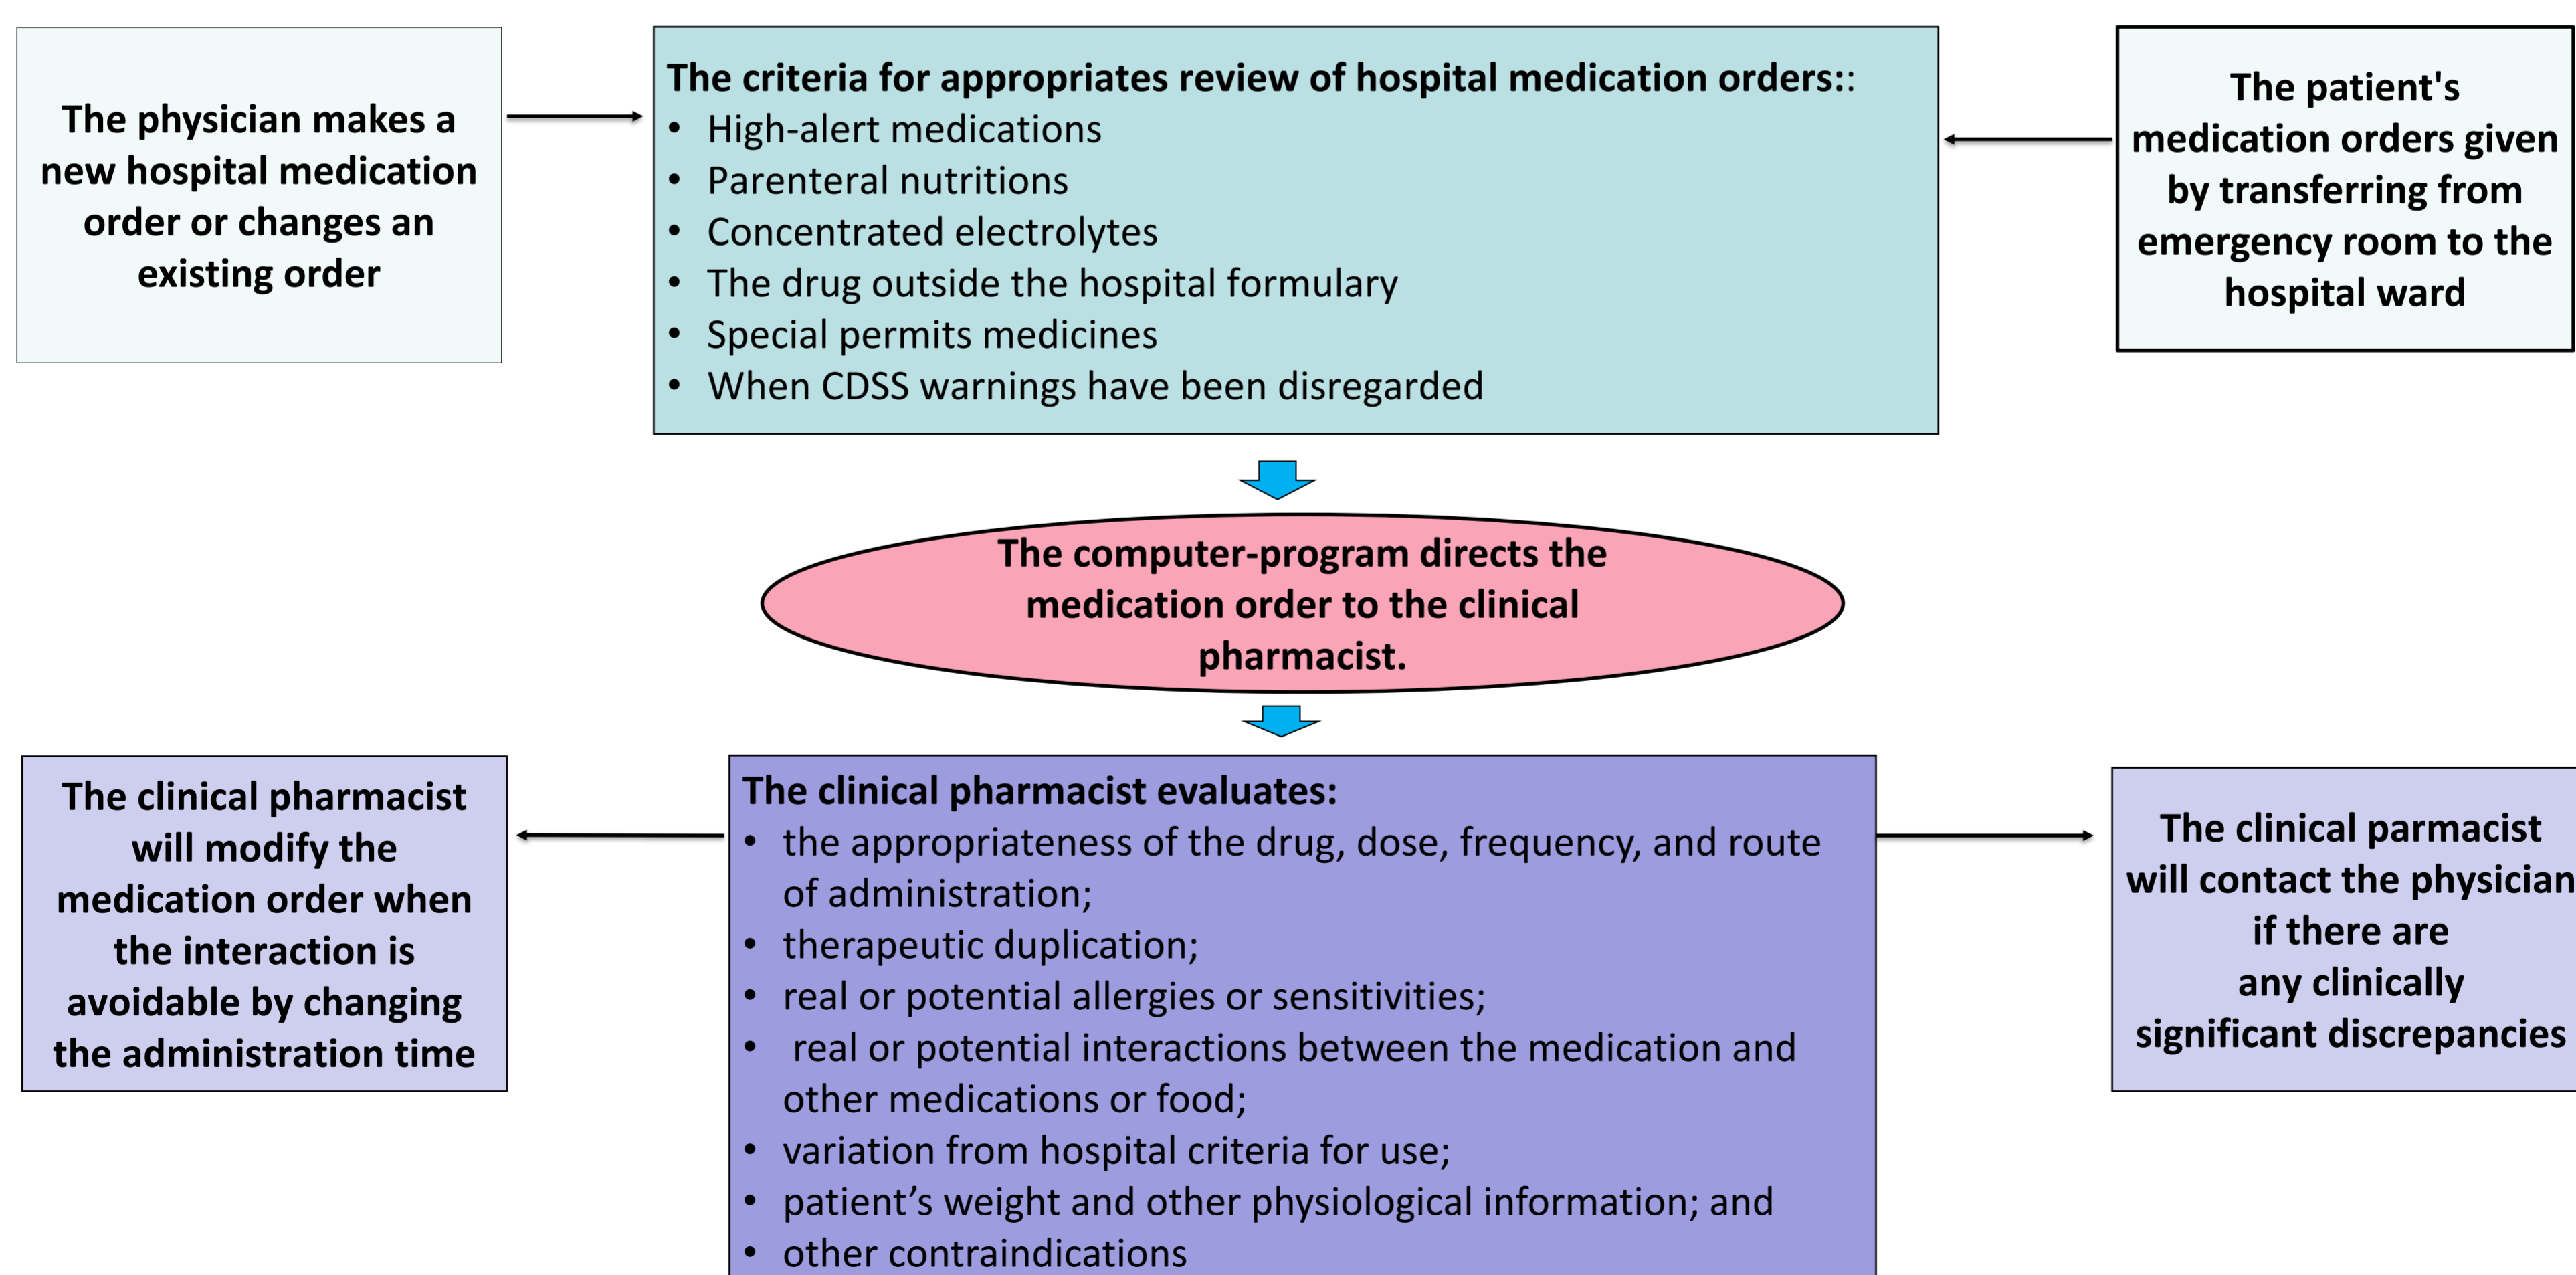 The physician makes a
new hospital medication
order or changes an
existing order
The criteria for appropriates review of hospital medication orders::
• High-alert medications
• Parenteral nutritions
• Concentrated electrolytes
• The drug outside the hospital formulary
• Special permits medicines
• When CDSS warnings have been disregarded
The patient's
medication orders given
by transferring from
emergency room to the
hospital ward
The computer-program directs the
medication order to the clinical
pharmacist.
The clinical pharmacist
will modify the
medication order when
the interaction is
avoidable by changing
the administration time
The clinical pharmacist evaluates:
• the appropriateness of the drug, dose, frequency, and route
of administration;
• therapeutic duplication;
• real or potential allergies or sensitivities;
• real or potential interactions between the medication and
other medications or food;
• variation from hospital criteria for use;
• patient’s weight and other physiological information; and
• other contraindications
The clinical parmacist
will contact the physician
if there are
any clinically
significant discrepancies